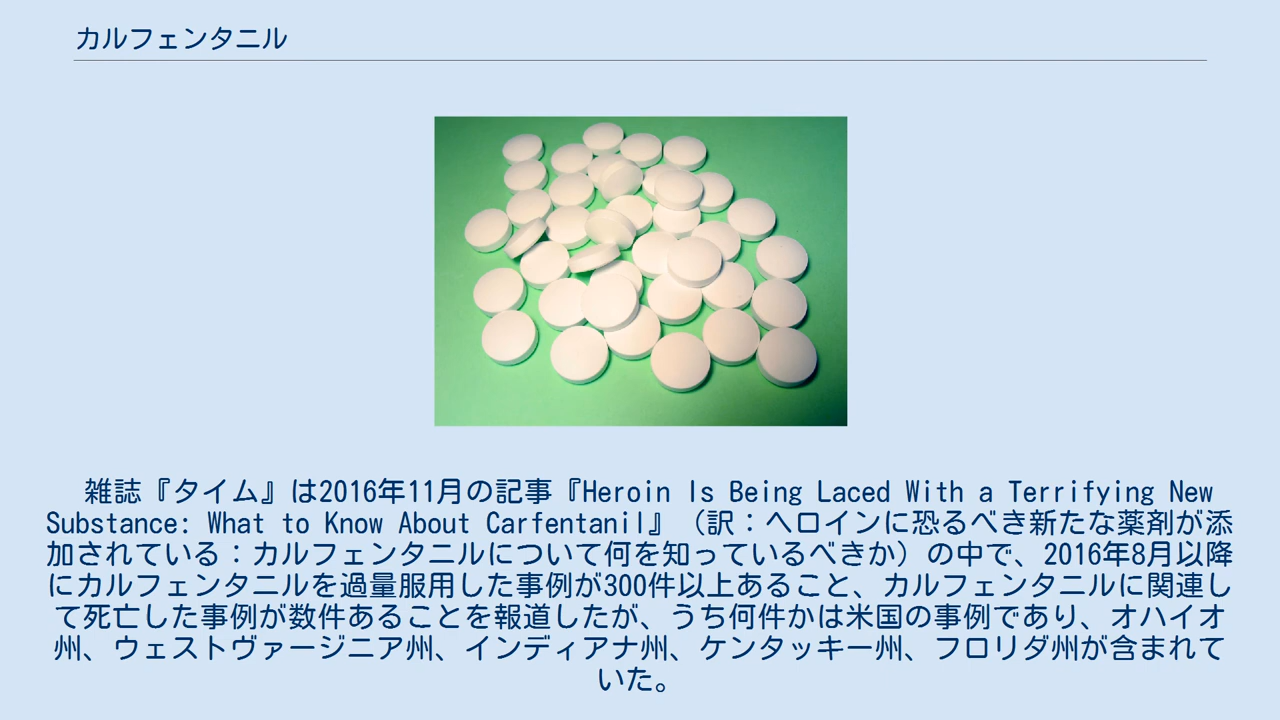 カルフェンタニル
雑誌『タイム』は2016年11月の記事『Heroin Is Being Laced With a Terrifying New
Substance: What to Know About Carfentanil』（訳：ヘロインに恐るべき新たな薬剤が添
加されている：カルフェンタニルについて何を知っているべきか）の中で、2016年8月以降
にカルフェンタニルを過量服用した事例が300件以上あること、カルフェンタニルに関連し
て死亡した事例が数件あることを報道したが、うち何件かは米国の事例であり、オハイオ
州、ウェストヴァージニア州、インディアナ州、ケンタッキー州、フロリダ州が含まれて
いた。